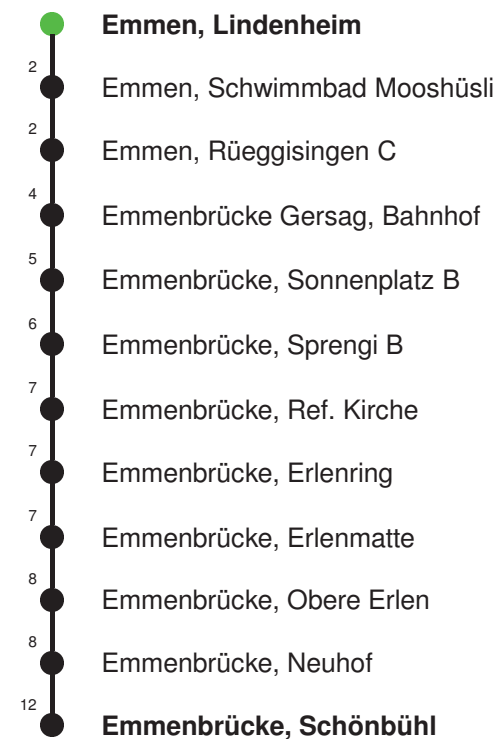 Emmen, Lindenheim
2 Emmen, Schwimmbad Mooshüsli
2 Emmen, Rüeggisingen C
4 Emmenbrücke Gersag, Bahnhof
5 Emmenbrücke, Sonnenplatz B
6 Emmenbrücke, Sprengi B
7 Emmenbrücke, Ref. Kirche
7 Emmenbrücke, Erlenring
7 Emmenbrücke, Erlenmatte
8 Emmenbrücke, Obere Erlen
8 Emmenbrücke, Neuhof
12 Emmenbrücke, Schönbühl